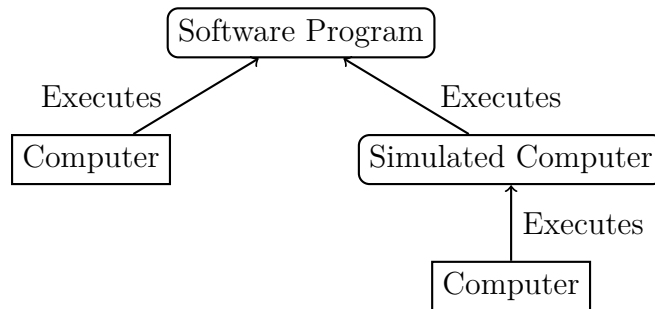 Software Program
Executes
Executes
Computer
Simulated Computer
Executes
Computer